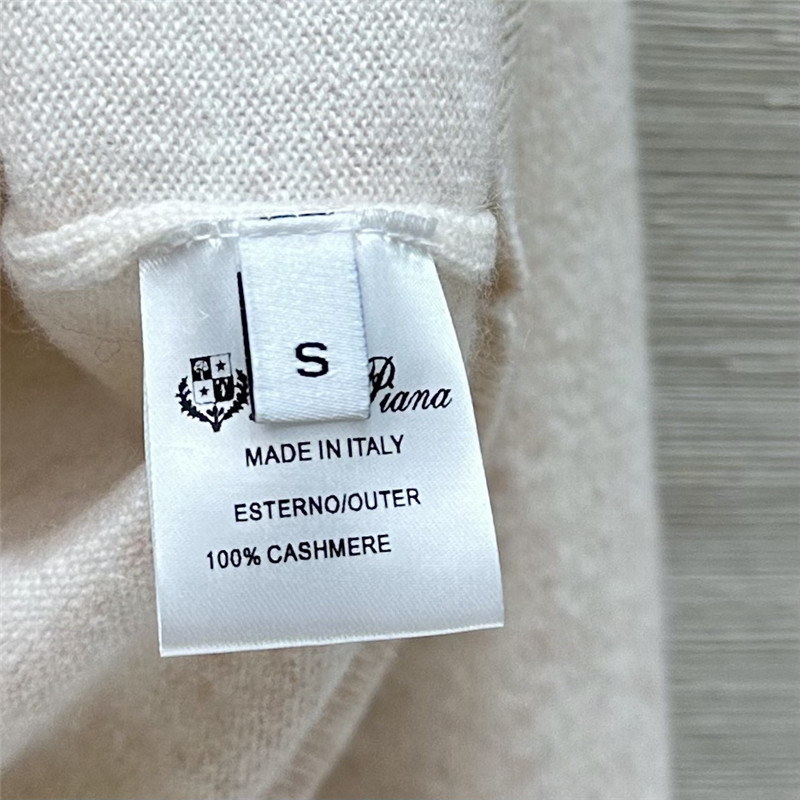 S
Piana
MADE IN ITALY
ESTERNO/OUTER
100% CASHMERE